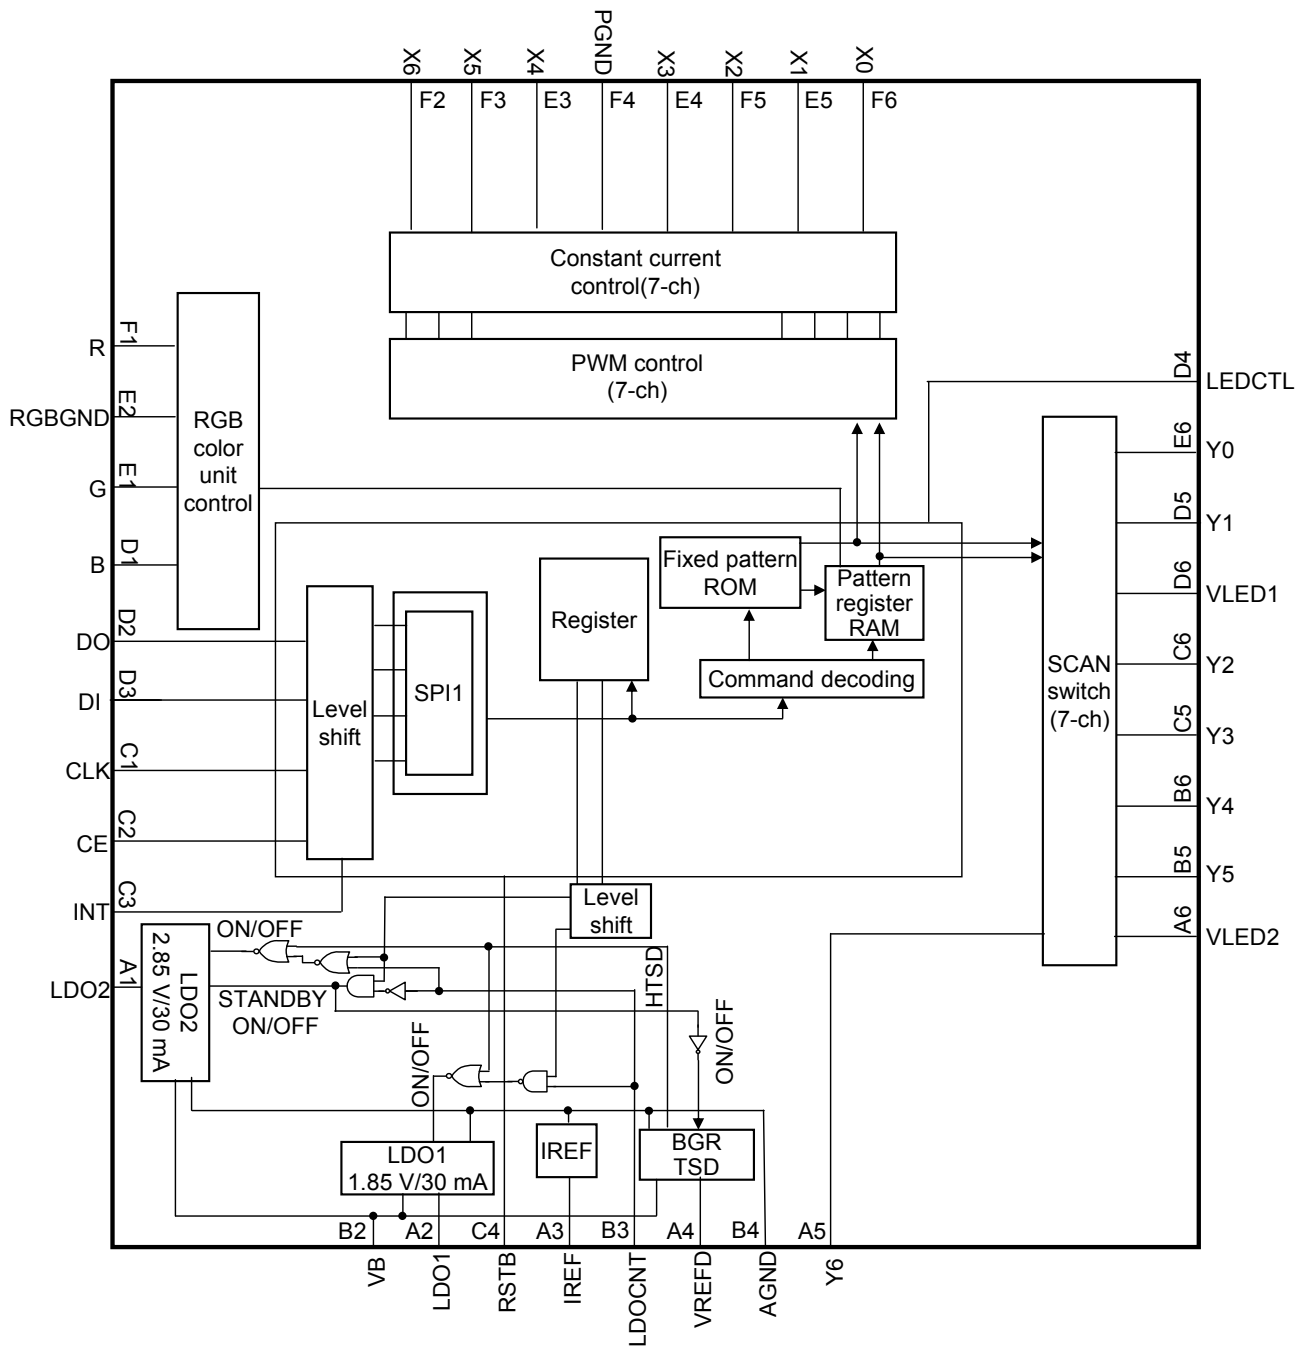 X6
X5
X4
PGND
X3
X2
X1
X0
F2
F3
E3
F4
E4
F5
E5
F6
Constant current
control(7-ch)
PWM control
(7-ch)
R
F1
RGBGND
E2
G
E1
B
D1
RGB
color
unit
control
DO
D2
DI
D3
CLK
C1
CE
C2
INT
C3
Level
shift
SPI1
Register
Fixed pattern
ROM
Pattern
register
RAM
Command decoding
SCAN
switch
(7-ch)
D4
LEDCTL
E6
Y0
D5
Y1
D6
VLED1
C6
Y2
C5
Y3
B6
Y4
B5
Y5
A6
VLED2
Level
shift
LDO2
A1
LDO2
2.85 V/30 mA
ON/OFF
STANDBY
ON/OFF
HTSD
ON/OFF
ON/OFF
LDO1
1.85 V/30 mA
IREF
BGR
TSD
B2
A2
C4
A3
B3
A4
B4
A5
VB
LDO1
RSTB
IREF
LDOCNT
VREFD
AGND
Y6